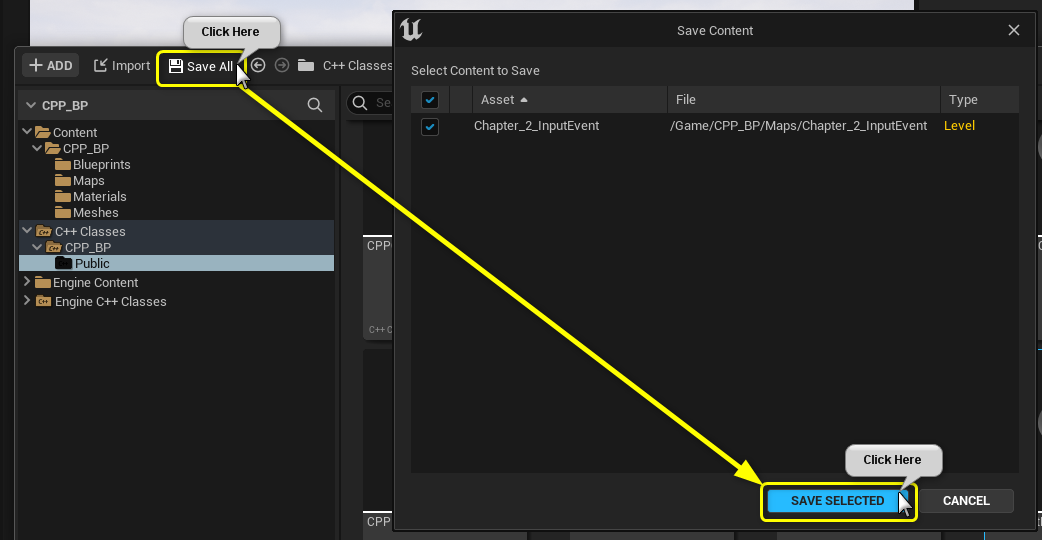 Click Here
Save Content
ADD
Import
Save All
C++ Classes
Select Content to Save
CPP_BP
Se
Asset
File
Type
Chapter_2_InputEvent
/Game/CPP_BP/Maps/Chapter_2_InputEvent
Level
Content
CPP_BP
Blueprints
Maps
Materials
Meshes
C++ Classes
CPP_BP
Public
Engine Content
Engine C++ Classes
CPP
C++ C
Click Here
SAVE SELECTED
CANCEL
CPP